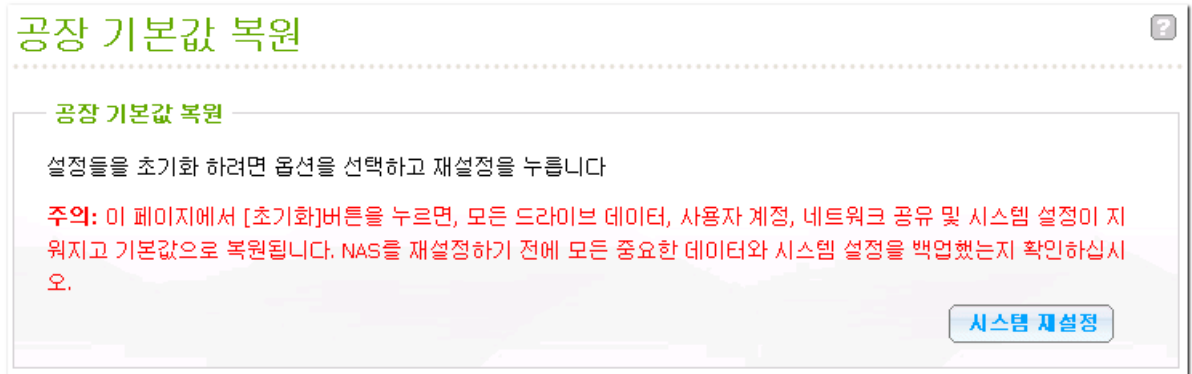 공장 기본값 복원
?
공장 기본값 복원
설정들을 초기화 하려면 옵션을 선택하고 재설정을 누릅니다
주의: 이 페이지에서 [초기화]버튼을 누르면, 모든 드라이브 데이터, 사용자 계정, 네트워크 공유 및 시스템 설정이 지
워지고 기본값으로 복원됩니다. NAS를 재설정하기 전에 모든 중요한 데이터와 시스템 설정을 백업했는지 확인하십시
오.
시스템 재설정